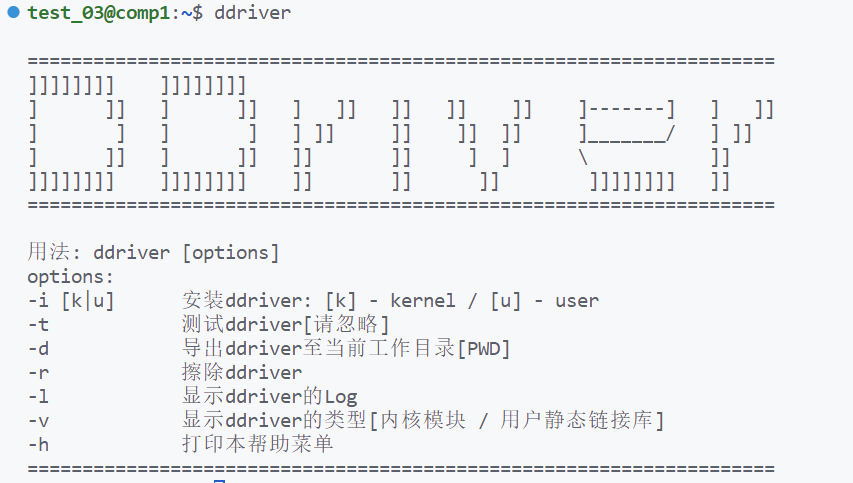 test_03@comp1:~$ ddriver
====================================================================
]]]]]]]]    ]]]]]]]]
]      ]]   ]      ]]   ]   ]]   ]]   ]]    ]]    ]-------]   ]   ]]
]       ]   ]       ]   ] ]]     ]]    ]]  ]]     ]_______/   ] ]]
]      ]]   ]      ]]   ]]       ]]     ]  ]      \           ]]
]]]]]]]]    ]]]]]]]]    ]]       ]]      ]]        ]]]]]]]]   ]]
====================================================================
用法: ddriver [options]
options:
-i [k|u]      安装ddriver: [k] - kernel / [u] - user
-t            测试ddriver[请忽略]
-d            导出ddriver至当前工作目录[PWD]
-r            擦除ddriver
-l            显示ddriver的Log
-v            显示ddriver的类型[内核模块 / 用户静态链接库]
-h            打印本帮助菜单
====================================================================